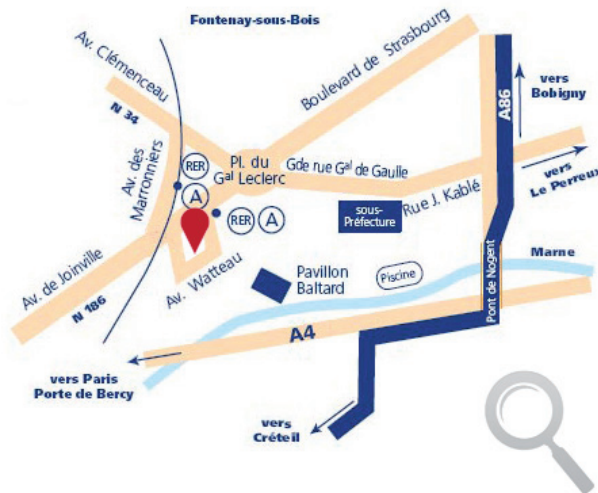 Fontenay-sous-Bois
Av. Clémenceau
N 34
Boulevard de Strasbourg
A86
vers
Bobigny
Av. des
Marronniers
RER
A
Pl. du
Gal Leclerc
Gde rue Gal de Gaulle
Rue J. Kablé
vers
Le Perreux
RER
A
sous-
Préfecture
Av. de Joinville
N 186
Av. Watteau
Pavillon
Baltard
Piscine
Marne
Pont de Nogent
A4
vers Paris
Porte de Bercy
vers
Créteil